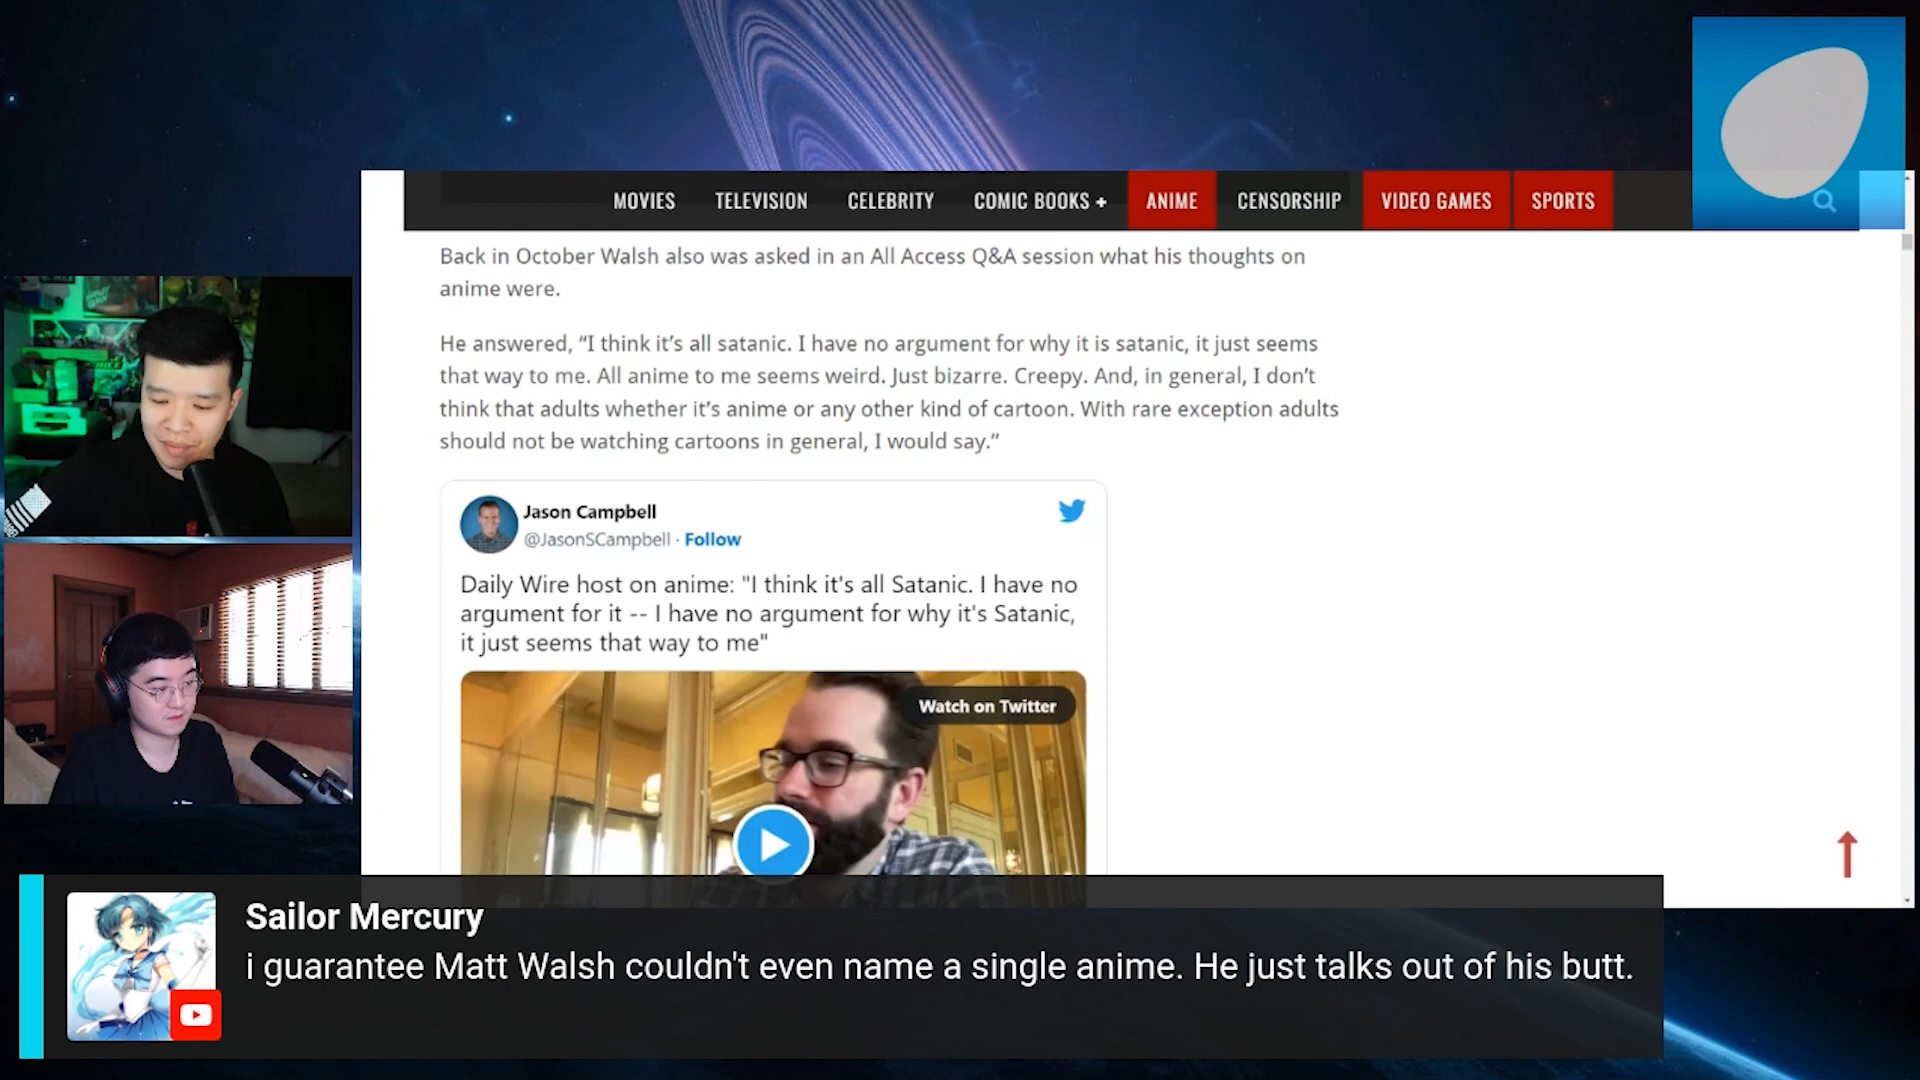 MOVIES TELEVISION CELEBRITY COMIC BOOKS + ANIME CENSORSHIP VIDEO GAMES SPORTS
Back in October Walsh also was asked in an All Access Q&A session what his thoughts on
anime were.
He answered, “I think it’s all satanic. I have no argument for why it is satanic, it just seems
that way to me. All anime to me seems weird. Just bizarre. Creepy. And, in general, I don’t
think that adults whether it’s anime or any other kind of cartoon. With rare exception adults
should not be watching cartoons in general, I would say.”
Jason Campbell
@JasonSCampbell · Follow
Daily Wire host on anime: "I think it's all Satanic. I have no
argument for it -- I have no argument for why it's Satanic,
it just seems that way to me"
Watch on Twitter
Sailor Mercury
i guarantee Matt Walsh couldn't even name a single anime. He just talks out of his butt.